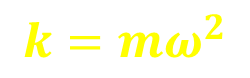 k = mω²